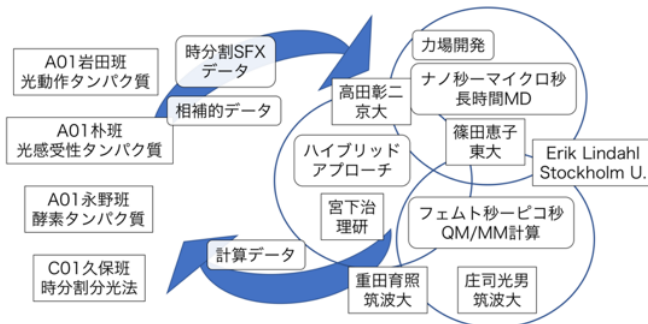 A01岩田班
光動作タンパク質
A01朴班
光感受性タンパク質
A01永野班
酵素タンパク質
C01久保班
時分割分光法
時分割SFX
データ
相補的データ
計算データ
高田彰二
京大
ハイブリッド
アプローチ
宮下治
理研
重田育照
筑波大
力場開発
ナノ秒ーマイクロ秒
長時間MD
篠田恵子
東大
Erik Lindahl
Stockholm U.
フェムト秒ーピコ秒
QM/MM計算
庄司光男
筑波大